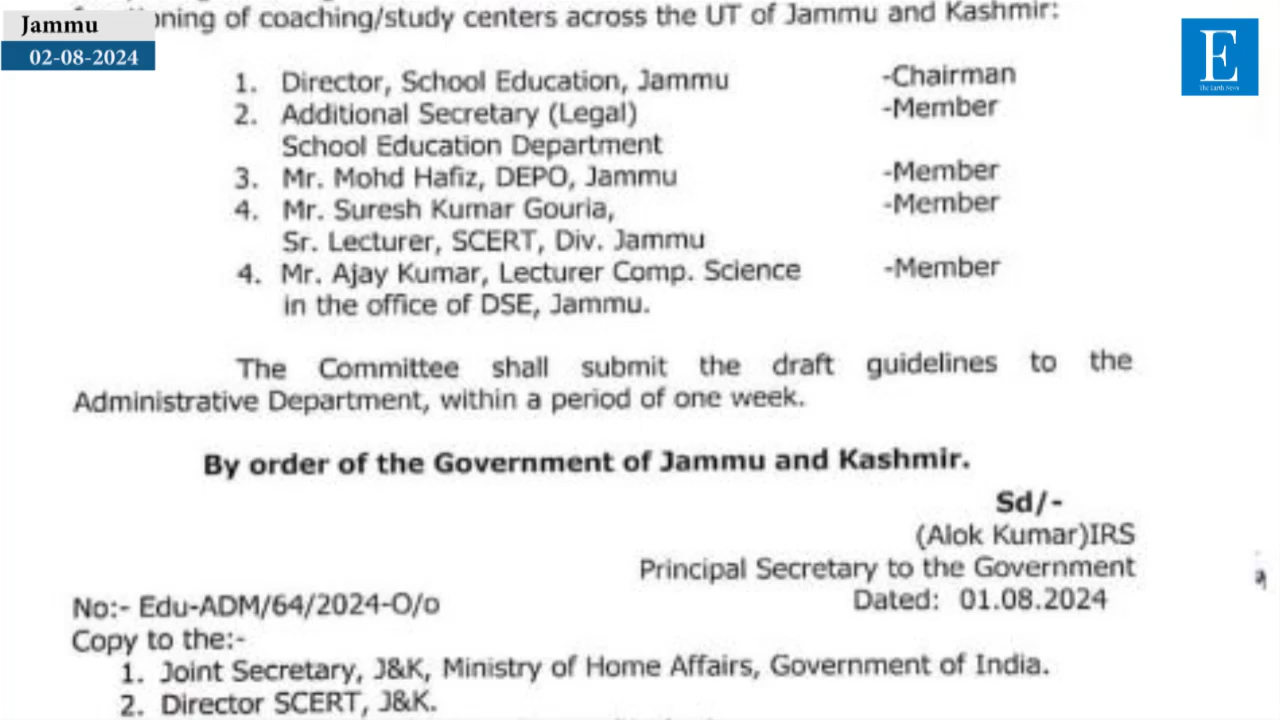 Jammu
02-08-2024
E
The Earth News
ning of coaching/study centers across the UT of Jammu and Kashmir:
1. Director, School Education, Jammu -Chairman
2. Additional Secretary (Legal) -Member
School Education Department
3. Mr. Mohd Hafiz, DEPO, Jammu -Member
4. Mr. Suresh Kumar Gouria, -Member
Sr. Lecturer, SCERT, Div. Jammu
4. Mr. Ajay Kumar, Lecturer Comp. Science -Member
in the office of DSE, Jammu.
The Committee shall submit the draft guidelines to the
Administrative Department, within a period of one week.
By order of the Government of Jammu and Kashmir.
Sd/-
(Alok Kumar)IRS
Principal Secretary to the Government
No:- Edu-ADM/64/2024-O/o Dated: 01.08.2024
Copy to the:-
1. Joint Secretary, J&K, Ministry of Home Affairs, Government of India.
2. Director SCERT, J&K.